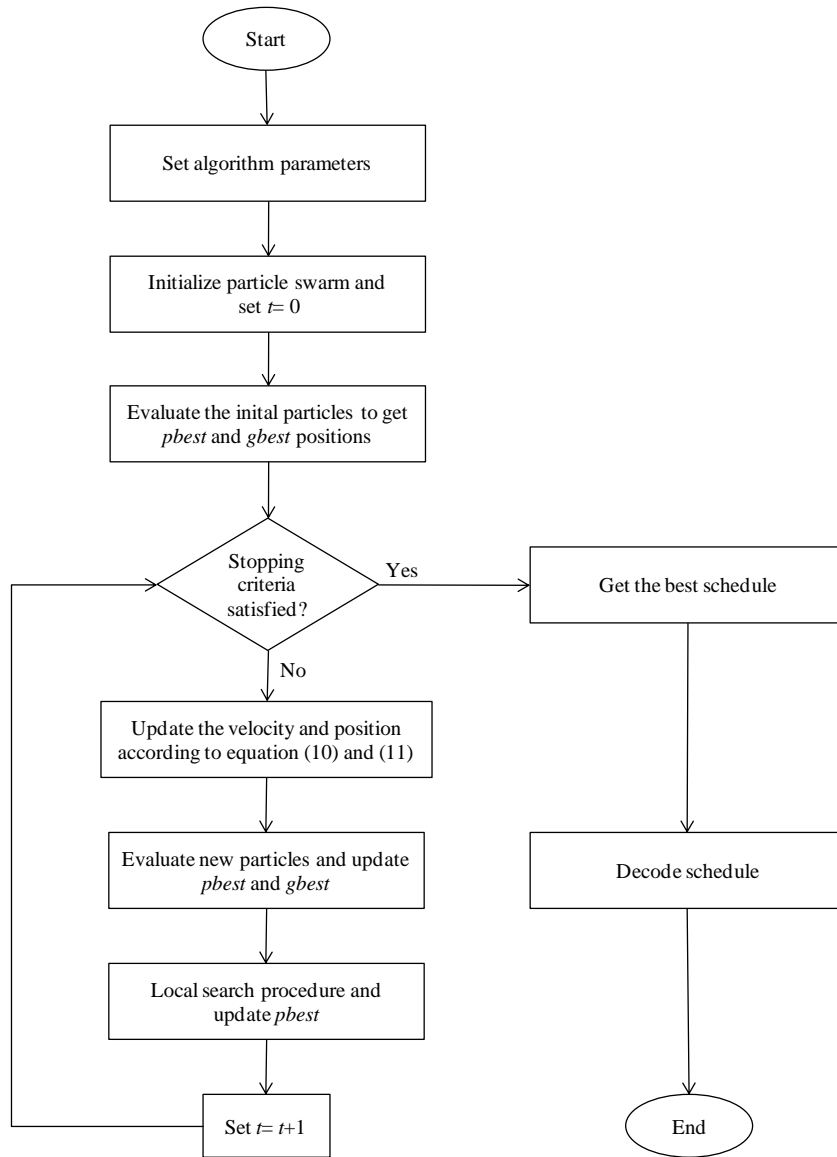 Start
Set algorithm parameters
Initialize particle swarm and
set t= 0
Evaluate the inital particles to get
pbest and gbest positions
Stopping
criteria
satisfied?
Yes
Get the best schedule
No
Update the velocity and position
according to equation (10) and (11)
Evaluate new particles and update
pbest and gbest
Decode schedule
Local search procedure and
update pbest
Set t= t+1
End